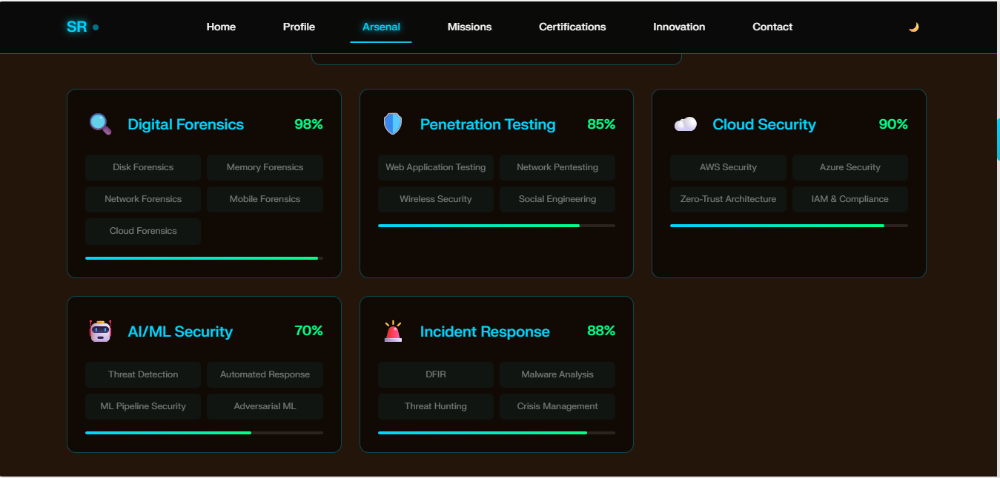 SR
Home Profile Arsenal Missions Certifications Innovation Contact
Digital Forensics 98%
Disk Forensics Memory Forensics
Network Forensics Mobile Forensics
Cloud Forensics
Penetration Testing 85%
Web Application Testing Network Pentesting
Wireless Security Social Engineering
Cloud Security 90%
AWS Security Azure Security
Zero-Trust Architecture IAM & Compliance
AI/ML Security 70%
Threat Detection Automated Response
ML Pipeline Security Adversarial ML
Incident Response 88%
DFIR Malware Analysis
Threat Hunting Crisis Management